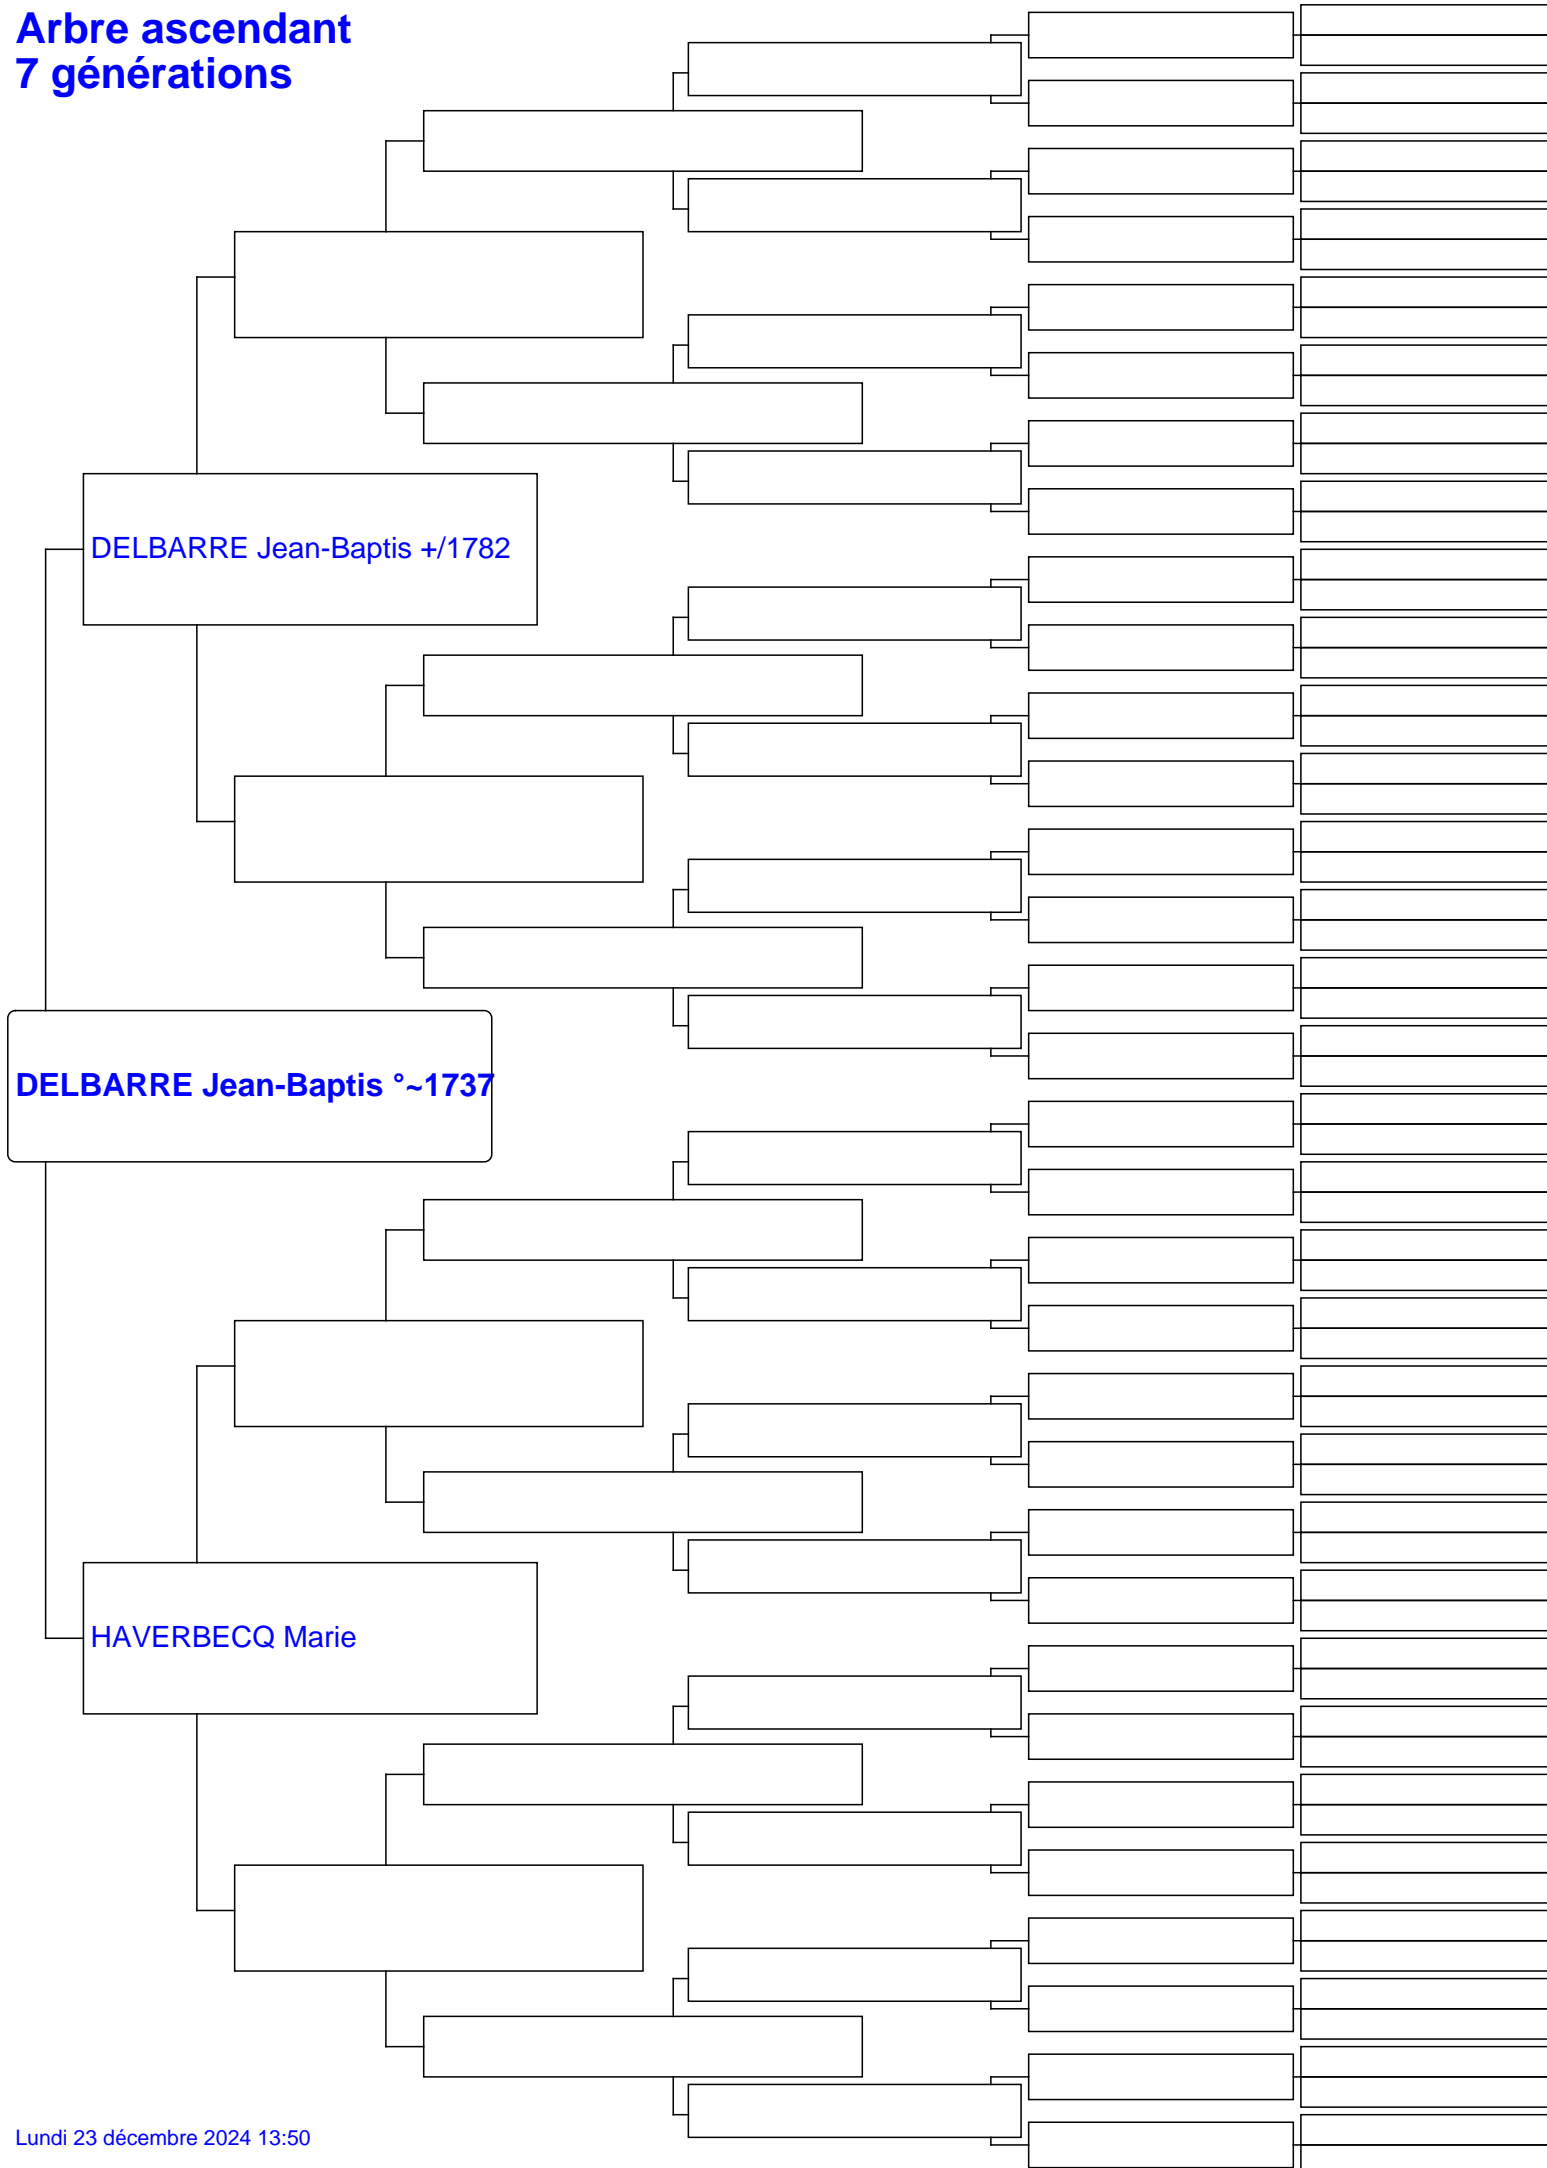 Arbre ascendant
7 générations
DELBARRE Jean-Baptis +/1782
DELBARRE Jean-Baptis °~1737
HAVERBECQ Marie
Lundi 23 décembre 2024 13:50